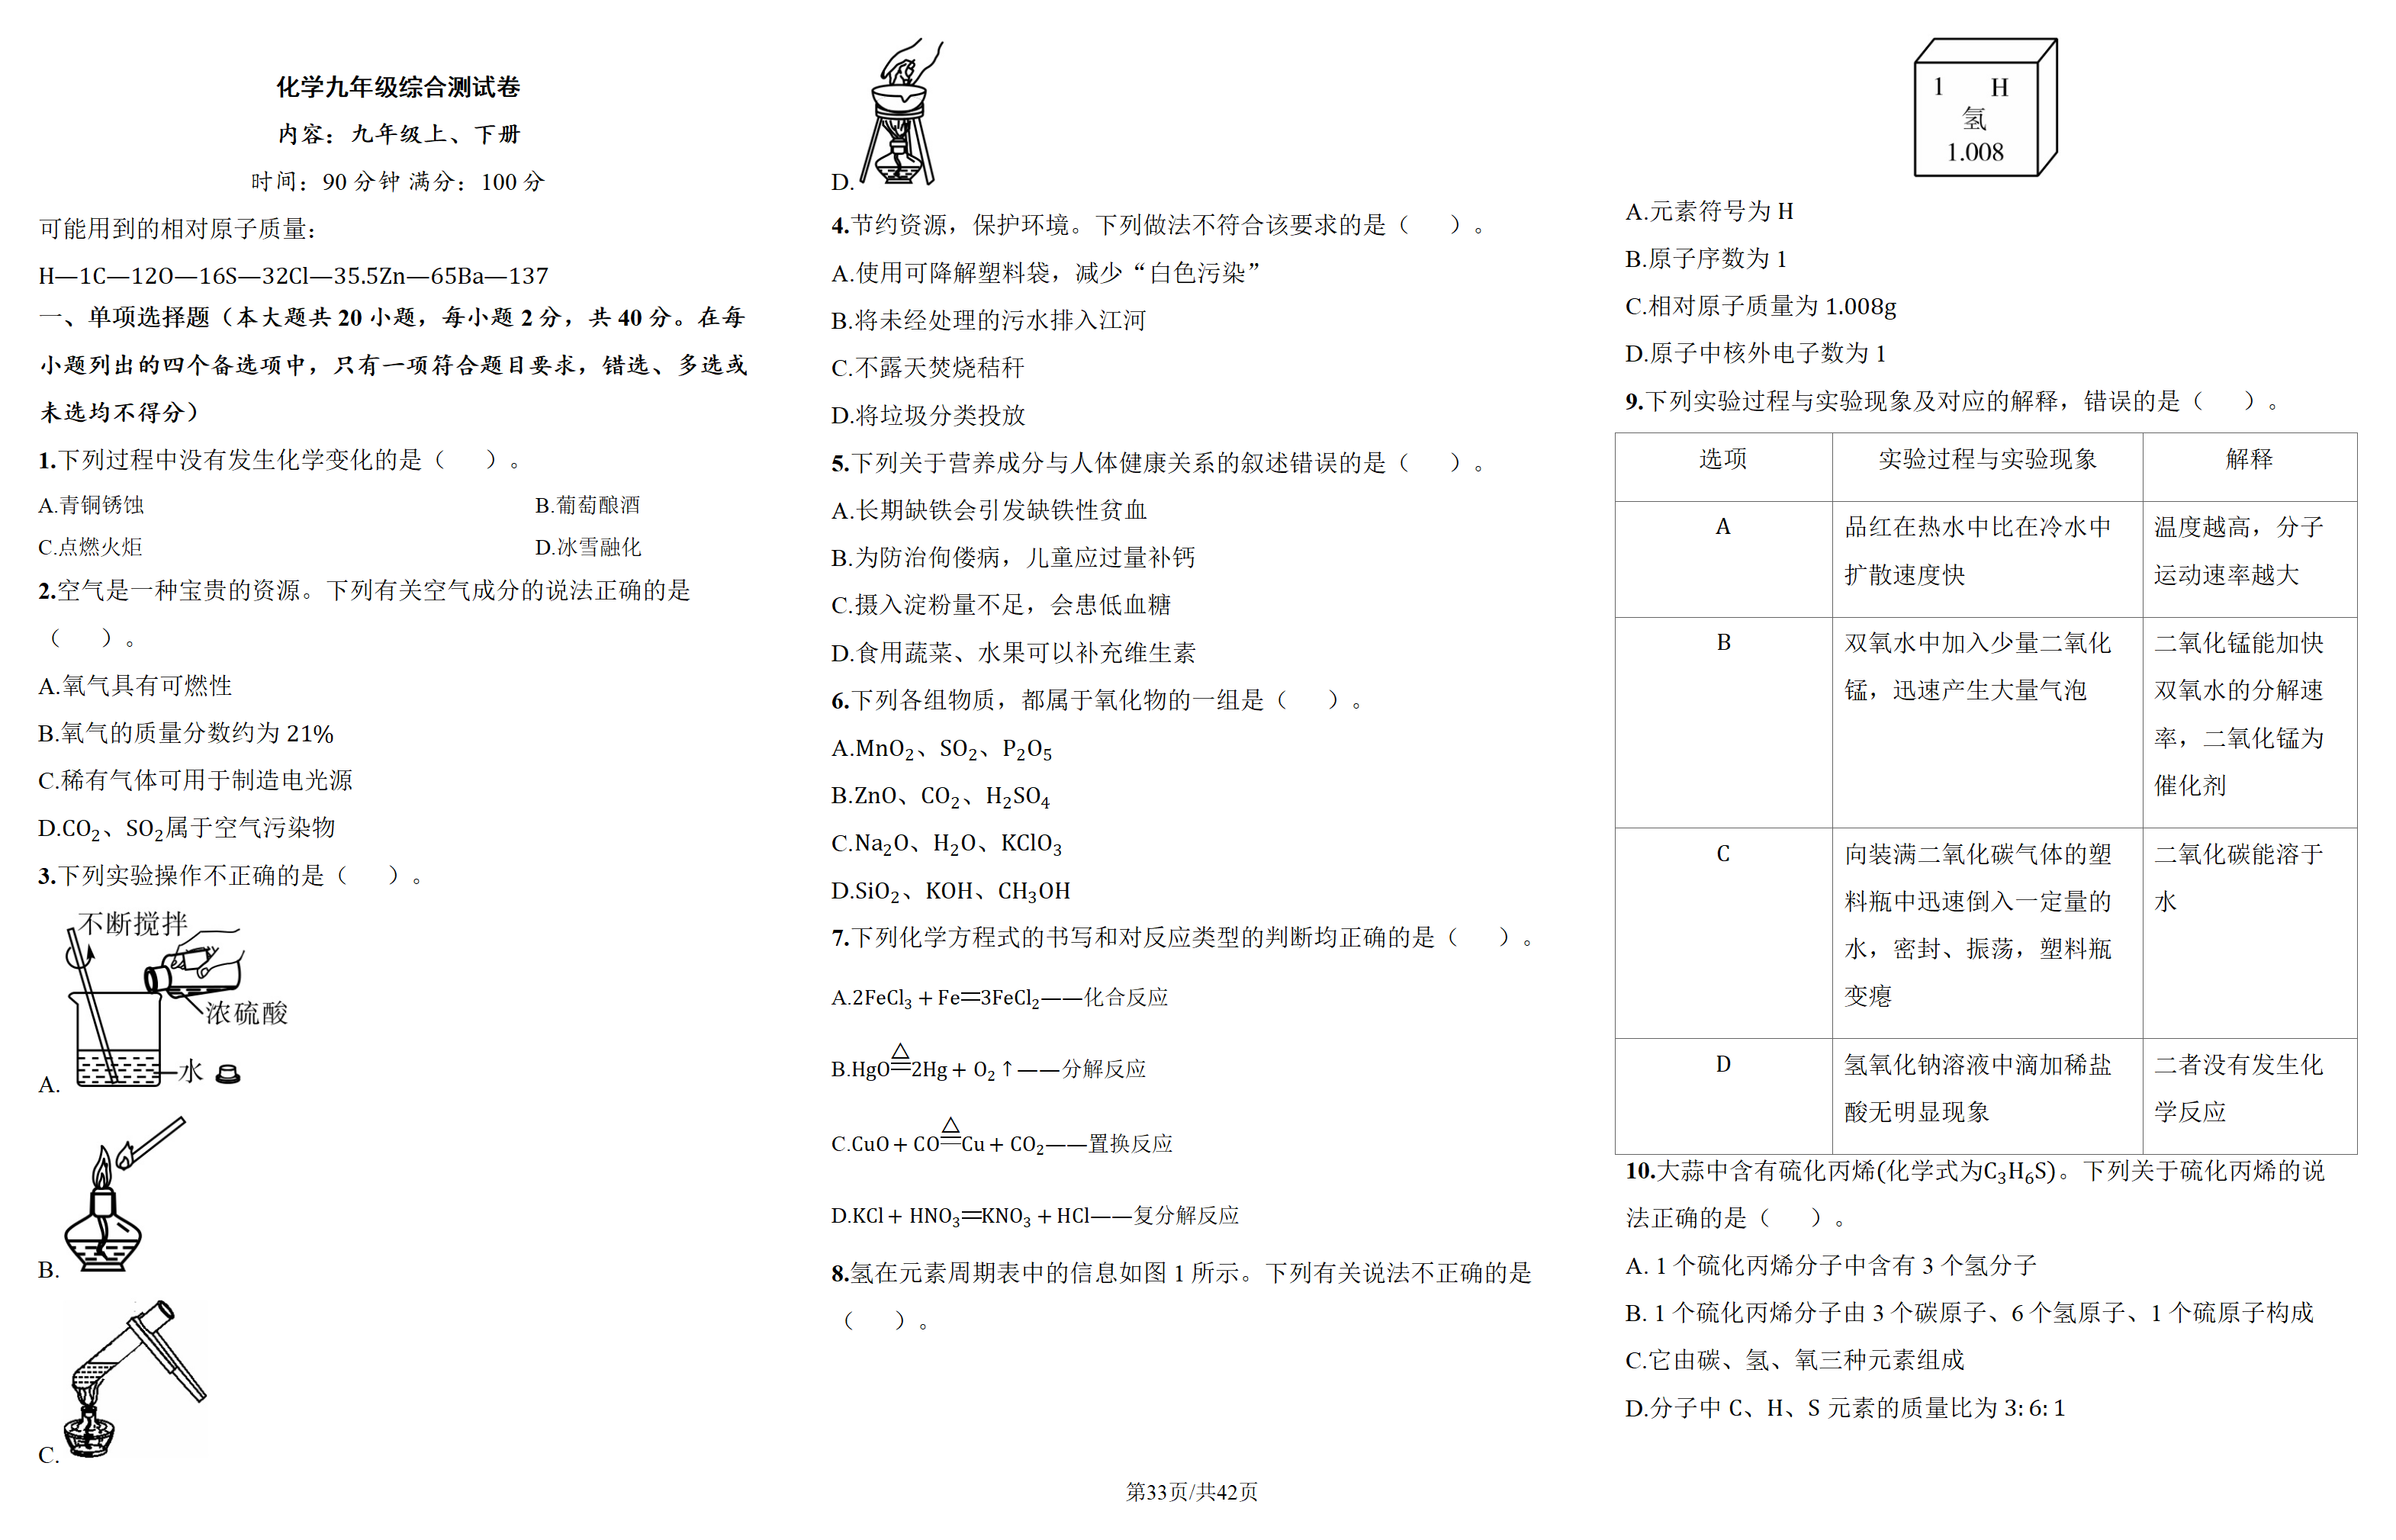 化学九年级综合测试卷
内容：九年级上、下册
时间：90 分钟 满分：100 分
可能用到的相对原子质量：
H—1C—12O—16S—32Cl—35.5Zn—65Ba—137
一、单项选择题（本大题共 20 小题，每小题 2 分，共 40 分。在每
小题列出的四个备选项中，只有一项符合题目要求，错选、多选或
未选均不得分）
1.下列过程中没有发生化学变化的是（　　）。
A.青铜锈蚀 B.葡萄酿酒
C.点燃火炬 D.冰雪融化
2.空气是一种宝贵的资源。下列有关空气成分的说法正确的是
（　　）。
A.氧气具有可燃性
B.氧气的质量分数约为 21%
C.稀有气体可用于制造电光源
D.CO₂、SO₂属于空气污染物
3.下列实验操作不正确的是（　　）。
不断搅拌
浓硫酸
水
A.
B.
C.
D.
4.节约资源，保护环境。下列做法不符合该要求的是（　　）。
A.使用可降解塑料袋，减少“白色污染”
B.将未经处理的污水排入江河
C.不露天焚烧秸秆
D.将垃圾分类投放
5.下列关于营养成分与人体健康关系的叙述错误的是（　　）。
A.长期缺铁会引发缺铁性贫血
B.为防治佝偻病，儿童应过量补钙
C.摄入淀粉量不足，会患低血糖
D.食用蔬菜、水果可以补充维生素
6.下列各组物质，都属于氧化物的一组是（　　）。
A.MnO₂、SO₂、P₂O₅
B.ZnO、CO₂、H₂SO₄
C.Na₂O、H₂O、KClO₃
D.SiO₂、KOH、CH₃OH
7.下列化学方程式的书写和对反应类型的判断均正确的是（　　）。
A.2FeCl₃＋Fe═3FeCl₂——化合反应
△
B.HgO═2Hg＋O₂↑——分解反应
△
C.CuO＋CO═Cu＋CO₂——置换反应
D.KCl＋HNO₃═KNO₃＋HCl——复分解反应
8.氢在元素周期表中的信息如图 1 所示。下列有关说法不正确的是
（　　）。
1 H
氢
1.008
A.元素符号为 H
B.原子序数为 1
C.相对原子质量为 1.008g
D.原子中核外电子数为 1
9.下列实验过程与实验现象及对应的解释，错误的是（　　）。
选项 实验过程与实验现象 解释
A 品红在热水中比在冷水中 温度越高，分子
扩散速度快 运动速率越大
B 双氧水中加入少量二氧化 二氧化锰能加快
锰，迅速产生大量气泡 双氧水的分解速
率，二氧化锰为
催化剂
C 向装满二氧化碳气体的塑 二氧化碳能溶于
料瓶中迅速倒入一定量的 水
水，密封、振荡，塑料瓶
变瘪
D 氢氧化钠溶液中滴加稀盐 二者没有发生化
酸无明显现象 学反应
10.大蒜中含有硫化丙烯(化学式为C₃H₆S)。下列关于硫化丙烯的说
法正确的是（　　）。
A. 1 个硫化丙烯分子中含有 3 个氢分子
B. 1 个硫化丙烯分子由 3 个碳原子、6 个氢原子、1 个硫原子构成
C.它由碳、氢、氧三种元素组成
D.分子中 C、H、S 元素的质量比为 3:6:1
第33页/共42页